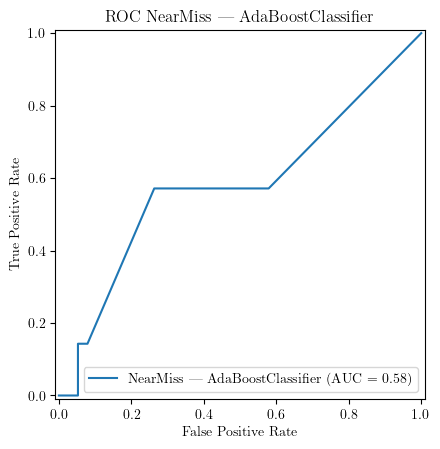 ROC NearMiss — AdaBoostClassifier
1.0
0.8
0.6
0.4
0.2
0.0
True Positive Rate
NearMiss — AdaBoostClassifier (AUC = 0.58)
0.0 0.2 0.4 0.6 0.8 1.0
False Positive Rate